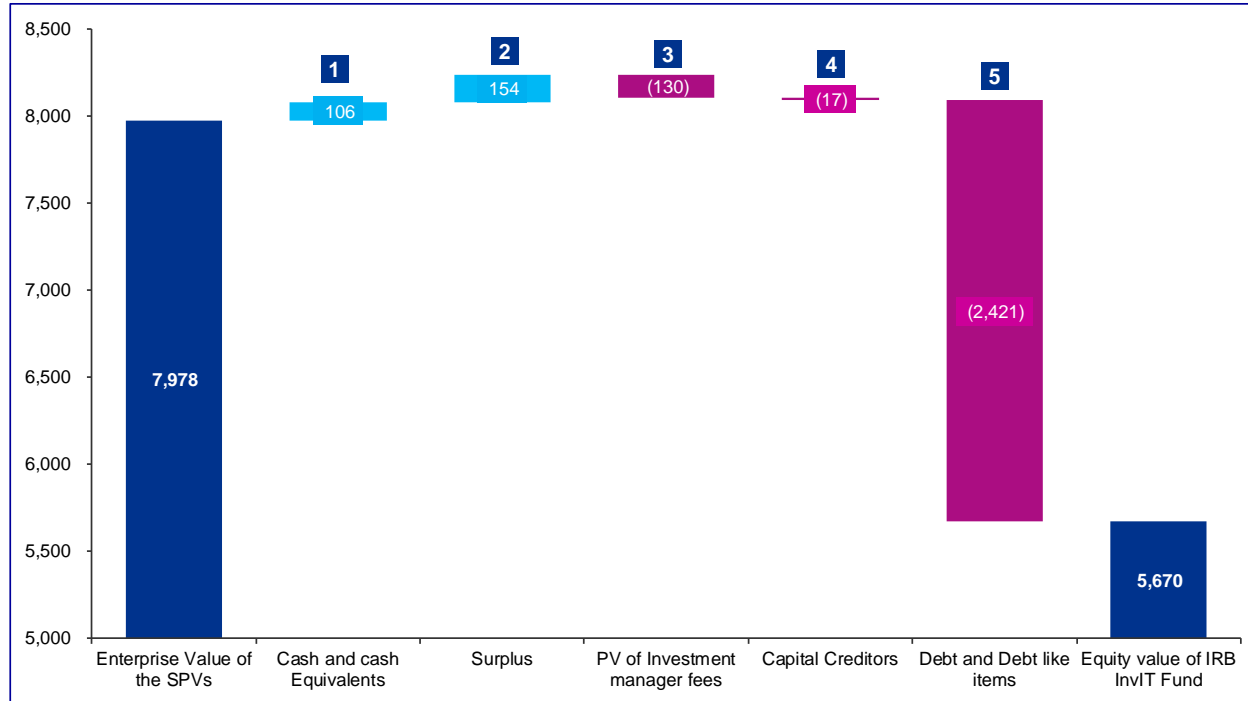 8,500
8,000
7,500
7,000
6,500
6,000
5,500
5,000
1
2
3
4
5
106
154
(130)
(17)
(2,421)
7,978
5,670
Enterprise Value of
the SPVs
Cash and cash
Equivalents
Surplus
PV of Investment
manager fees
Capital Creditors
Debt and Debt like
items
Equity value of IRB
InvIT Fund